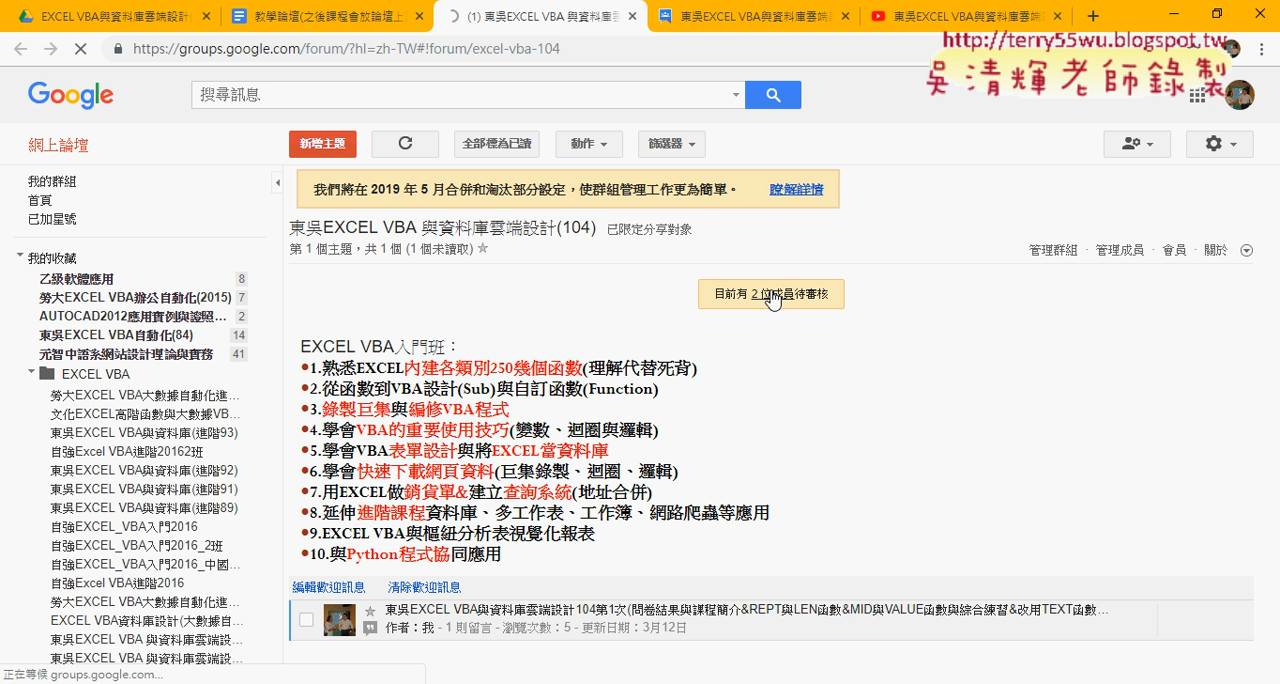 EXCEL VBA與資料庫雲端設計
教學論壇(之後課程會放論壇上
(1) 東吳EXCEL VBA 與資料庫雲
東吳EXCEL VBA與資料庫雲端
東吳EXCEL VBA與資料庫雲端
https://groups.google.com/forum/?hl=zh-TW#!forum/excel-vba-104
http://terry55wu.blogspot.tw
吳清輝老師錄製
Google
搜尋訊息
網上論壇
新增主題
全部標為已讀
動作
篩選器
我的群組
首頁
已加星號
我們將在 2019 年 5 月合併和淘汰部分設定，使群組管理工作更為簡單。 瞭解詳情
東吳EXCEL VBA 與資料庫雲端設計(104) 已限定分享對象
第 1 個主題，共 1 個 (1 個未讀取)
管理群組 · 管理成員 · 會員 · 關於
我的收藏
乙級軟體應用 8
勞大EXCEL VBA辦公自動化(2015) 7
AUTOCAD2012應用實例與證照... 2
東吳EXCEL VBA自動化(84) 14
元智中語系網站設計理論與實務 41
EXCEL VBA
勞大EXCEL VBA大數據自動化進...
文化EXCEL高階函數與大數據VB...
東吳EXCEL VBA與資料庫(進階93)
自強Excel VBA進階20162班
東吳EXCEL VBA與資料庫(進階92)
東吳EXCEL VBA與資料庫(進階91)
東吳EXCEL VBA與資料庫(進階89)
自強EXCEL_VBA入門2016
自強EXCEL_VBA入門2016_2班
自強EXCEL_VBA入門2016_中國...
自強Excel VBA進階2016
勞大EXCEL VBA大數據自動化進...
EXCEL VBA資料庫設計(大數據自...
東吳EXCEL VBA 與資料庫雲端設...
東吳EXCEL VBA 與資料庫雲端設...
目前有 2 位成員待審核
EXCEL VBA入門班：
•1.熟悉EXCEL內建各類別250幾個函數(理解代替死背)
•2.從函數到VBA設計(Sub)與自訂函數(Function)
•3.錄製巨集與編修VBA程式
•4.學會VBA的重要使用技巧(變數、迴圈與邏輯)
•5.學會VBA表單設計與將EXCEL當資料庫
•6.學會快速下載網頁資料(巨集錄製、迴圈、邏輯)
•7.用EXCEL做銷貨單&建立查詢系統(地址合併)
•8.延伸進階課程資料庫、多工作表、工作簿、網路爬蟲等應用
•9.EXCEL VBA與樞紐分析表視覺化報表
•10.與Python程式協同應用
編輯歡迎訊息 清除歡迎訊息
東吳EXCEL VBA與資料庫雲端設計104第1次(問卷結果與課程簡介&REPT與LEN函數&MID與VALUE函數與綜合練習&改用TEXT函數...
作者：我 - 1 則留言 - 瀏覽次數：5 - 更新日期：3月12日
正在等候 groups.google.com...